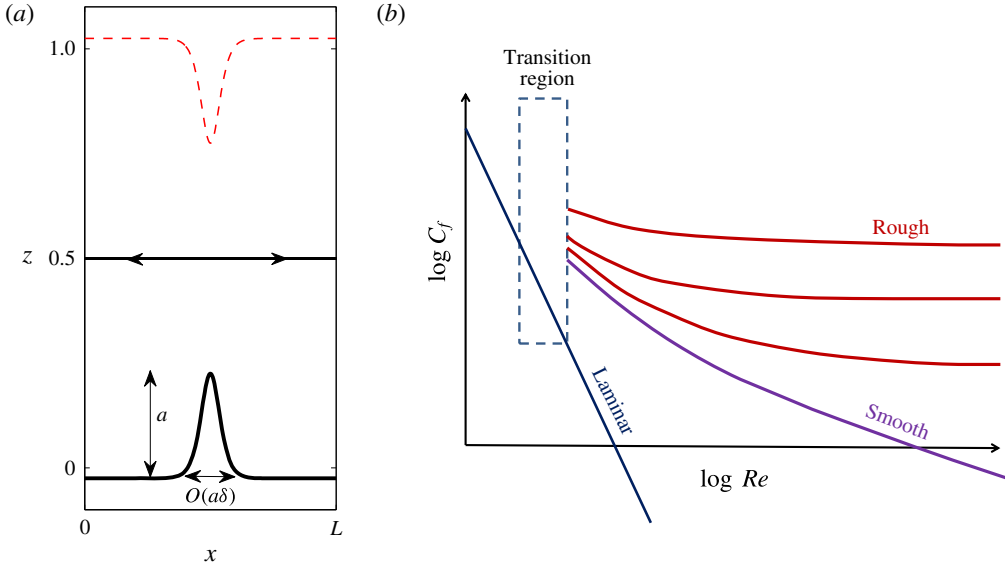 (a)
1.0
z
0.5
a
0
O(aδ)
0
L
x
(b)
Transition
region
log C_f
Rough
Laminar
Smooth
log Re